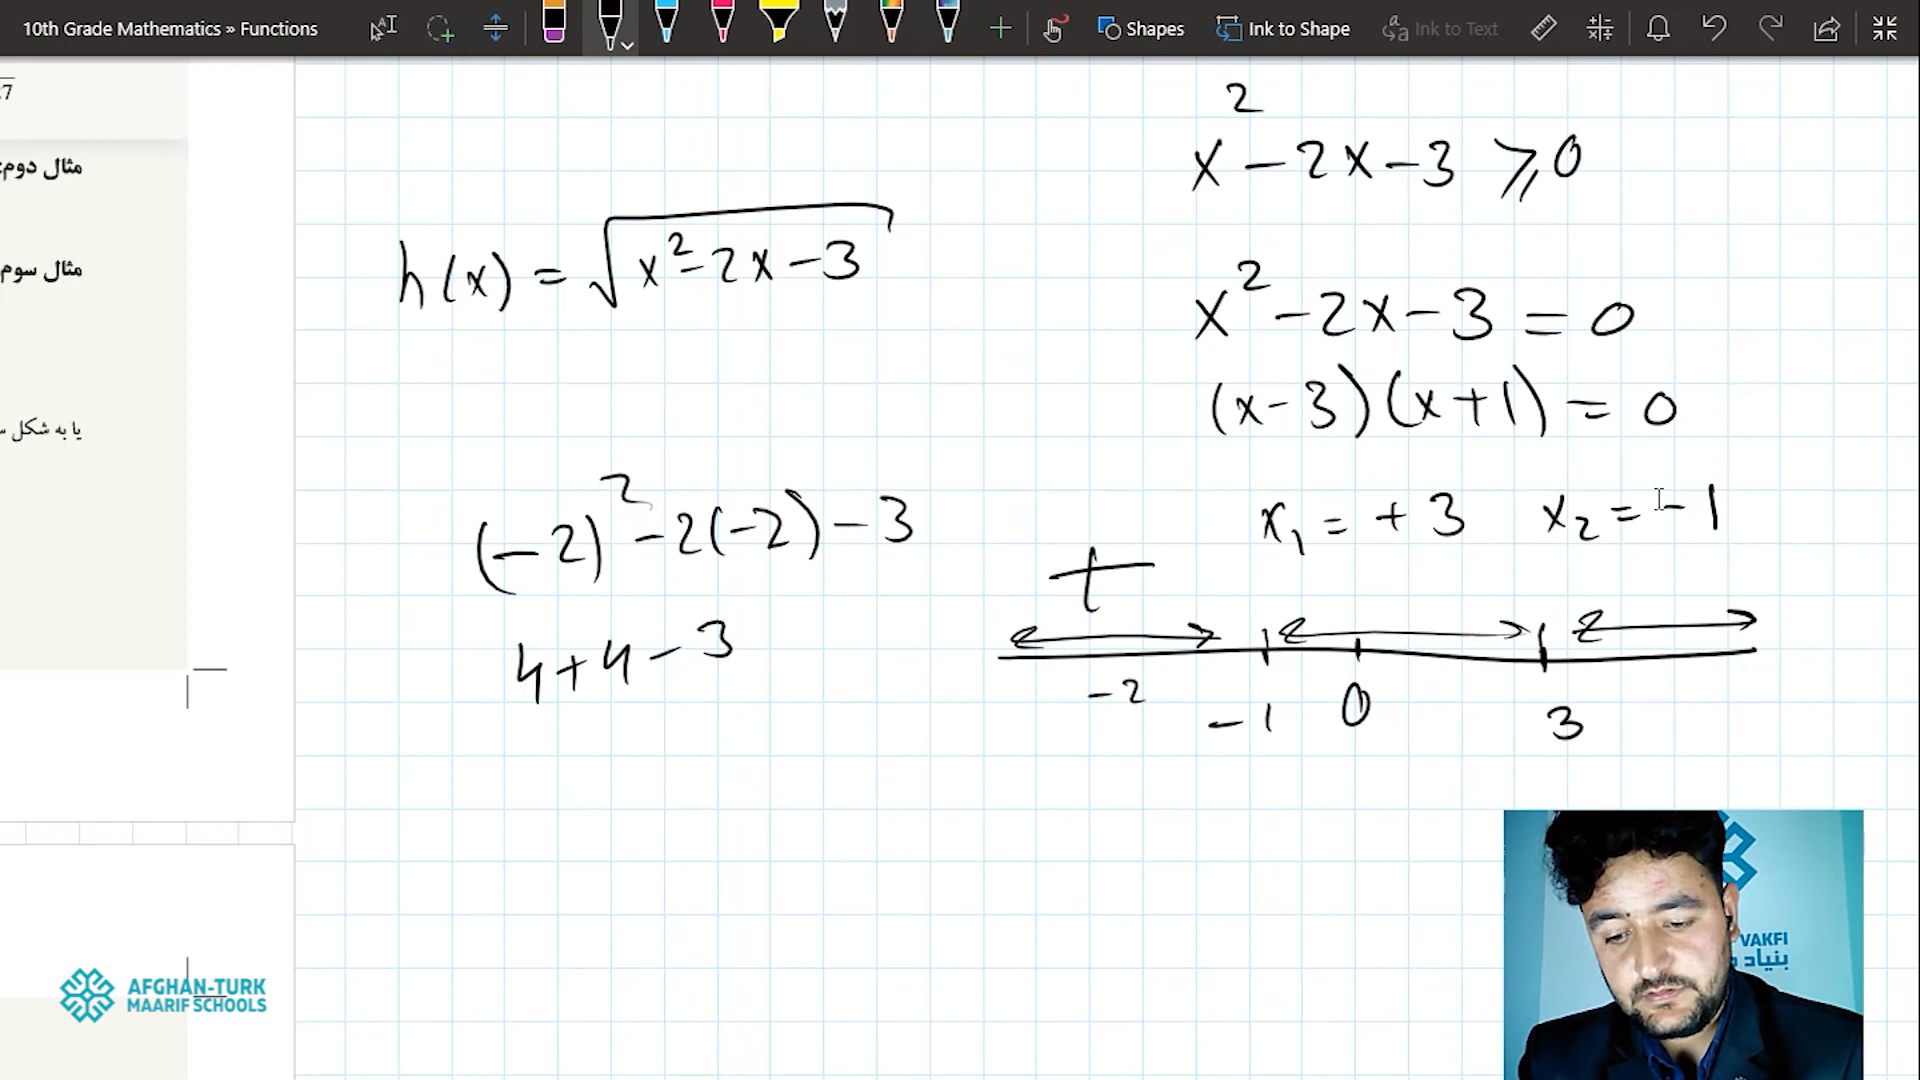 10th Grade Mathematics » Functions
Shapes
Ink to Shape
Ink to Text
مثال دوم:
مثال سوم
یا به شکل
h(x) = √x²-2x-3
(-2)² -2(-2) -3
4+4-3
x² -2x-3 ⩾0
x² -2x-3 = 0
(x-3)(x+1) = 0
x₁ = +3 x₂ = -1
+
-2 -1 0 3
AFGHAN-TURK
MAARIF SCHOOLS
VAKFI
بنیاد